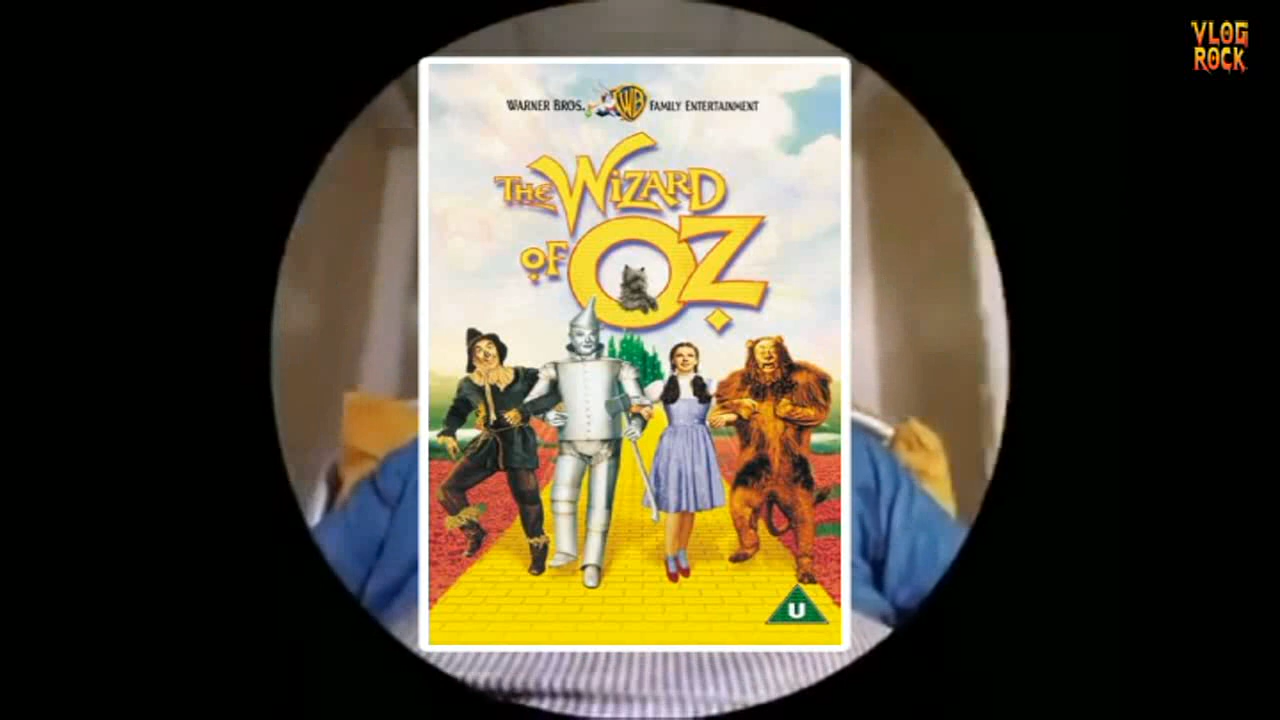 VLOG
ROCK
WARNER BROS. WB FAMILY ENTERTAINMENT
THE WIZARD
OF OZ
U